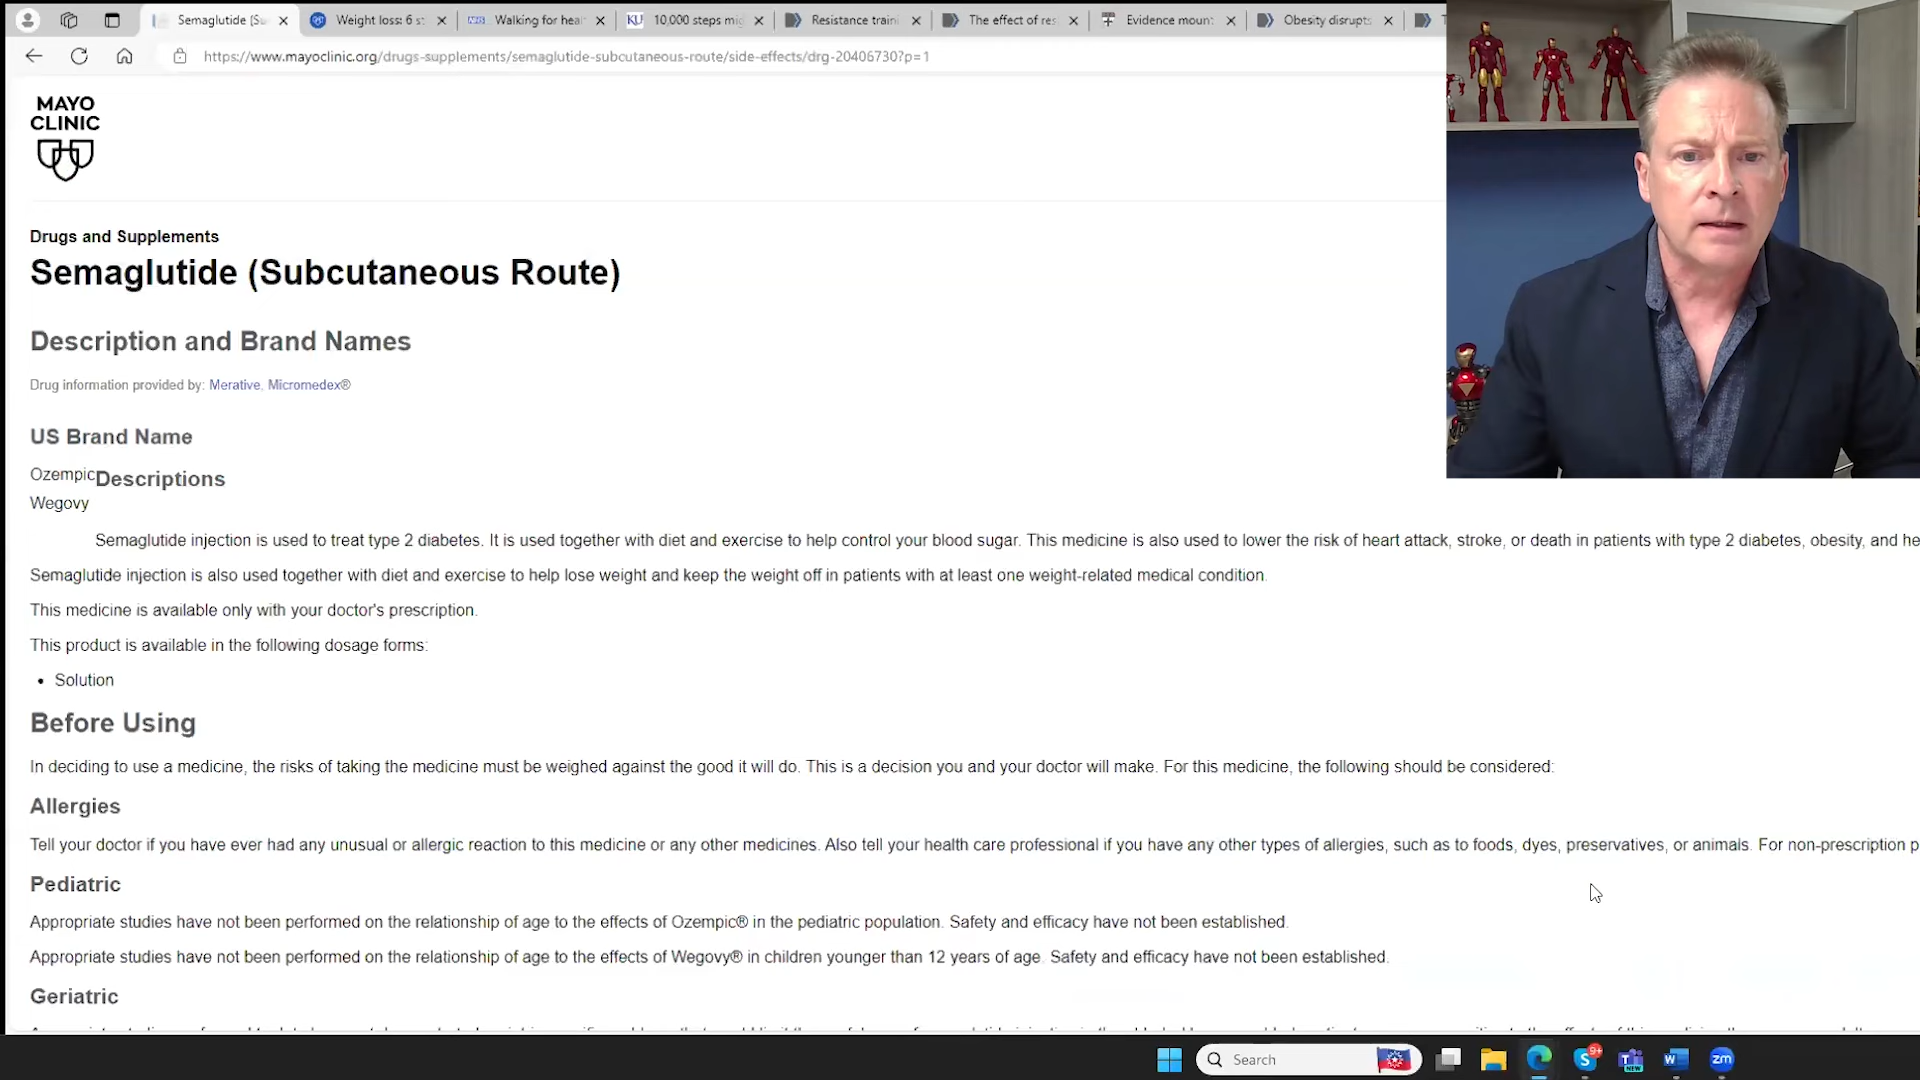 Semaglutide (Su
Weight loss: 6 s
Walking for hea
KU 10,000 steps mig
Resistance traini
The effect of res
Evidence moun
Obesity disrupts
https://www.mayoclinic.org/drugs-supplements/semaglutide-subcutaneous-route/side-effects/drg-20406730?p=1
MAYO
CLINIC
Drugs and Supplements
Semaglutide (Subcutaneous Route)
Description and Brand Names
Drug information provided by: Merative, Micromedex®
US Brand Name
Ozempic
Descriptions
Wegovy
Semaglutide injection is used to treat type 2 diabetes. It is used together with diet and exercise to help control your blood sugar. This medicine is also used to lower the risk of heart attack, stroke, or death in patients with type 2 diabetes, obesity, and he
Semaglutide injection is also used together with diet and exercise to help lose weight and keep the weight off in patients with at least one weight-related medical condition.
This medicine is available only with your doctor's prescription.
This product is available in the following dosage forms:
• Solution
Before Using
In deciding to use a medicine, the risks of taking the medicine must be weighed against the good it will do. This is a decision you and your doctor will make. For this medicine, the following should be considered:
Allergies
Tell your doctor if you have ever had any unusual or allergic reaction to this medicine or any other medicines. Also tell your health care professional if you have any other types of allergies, such as to foods, dyes, preservatives, or animals. For non-prescription p
Pediatric
Appropriate studies have not been performed on the relationship of age to the effects of Ozempic® in the pediatric population. Safety and efficacy have not been established.
Appropriate studies have not been performed on the relationship of age to the effects of Wegovy® in children younger than 12 years of age. Safety and efficacy have not been established.
Geriatric
Search
9+
NEW
zm